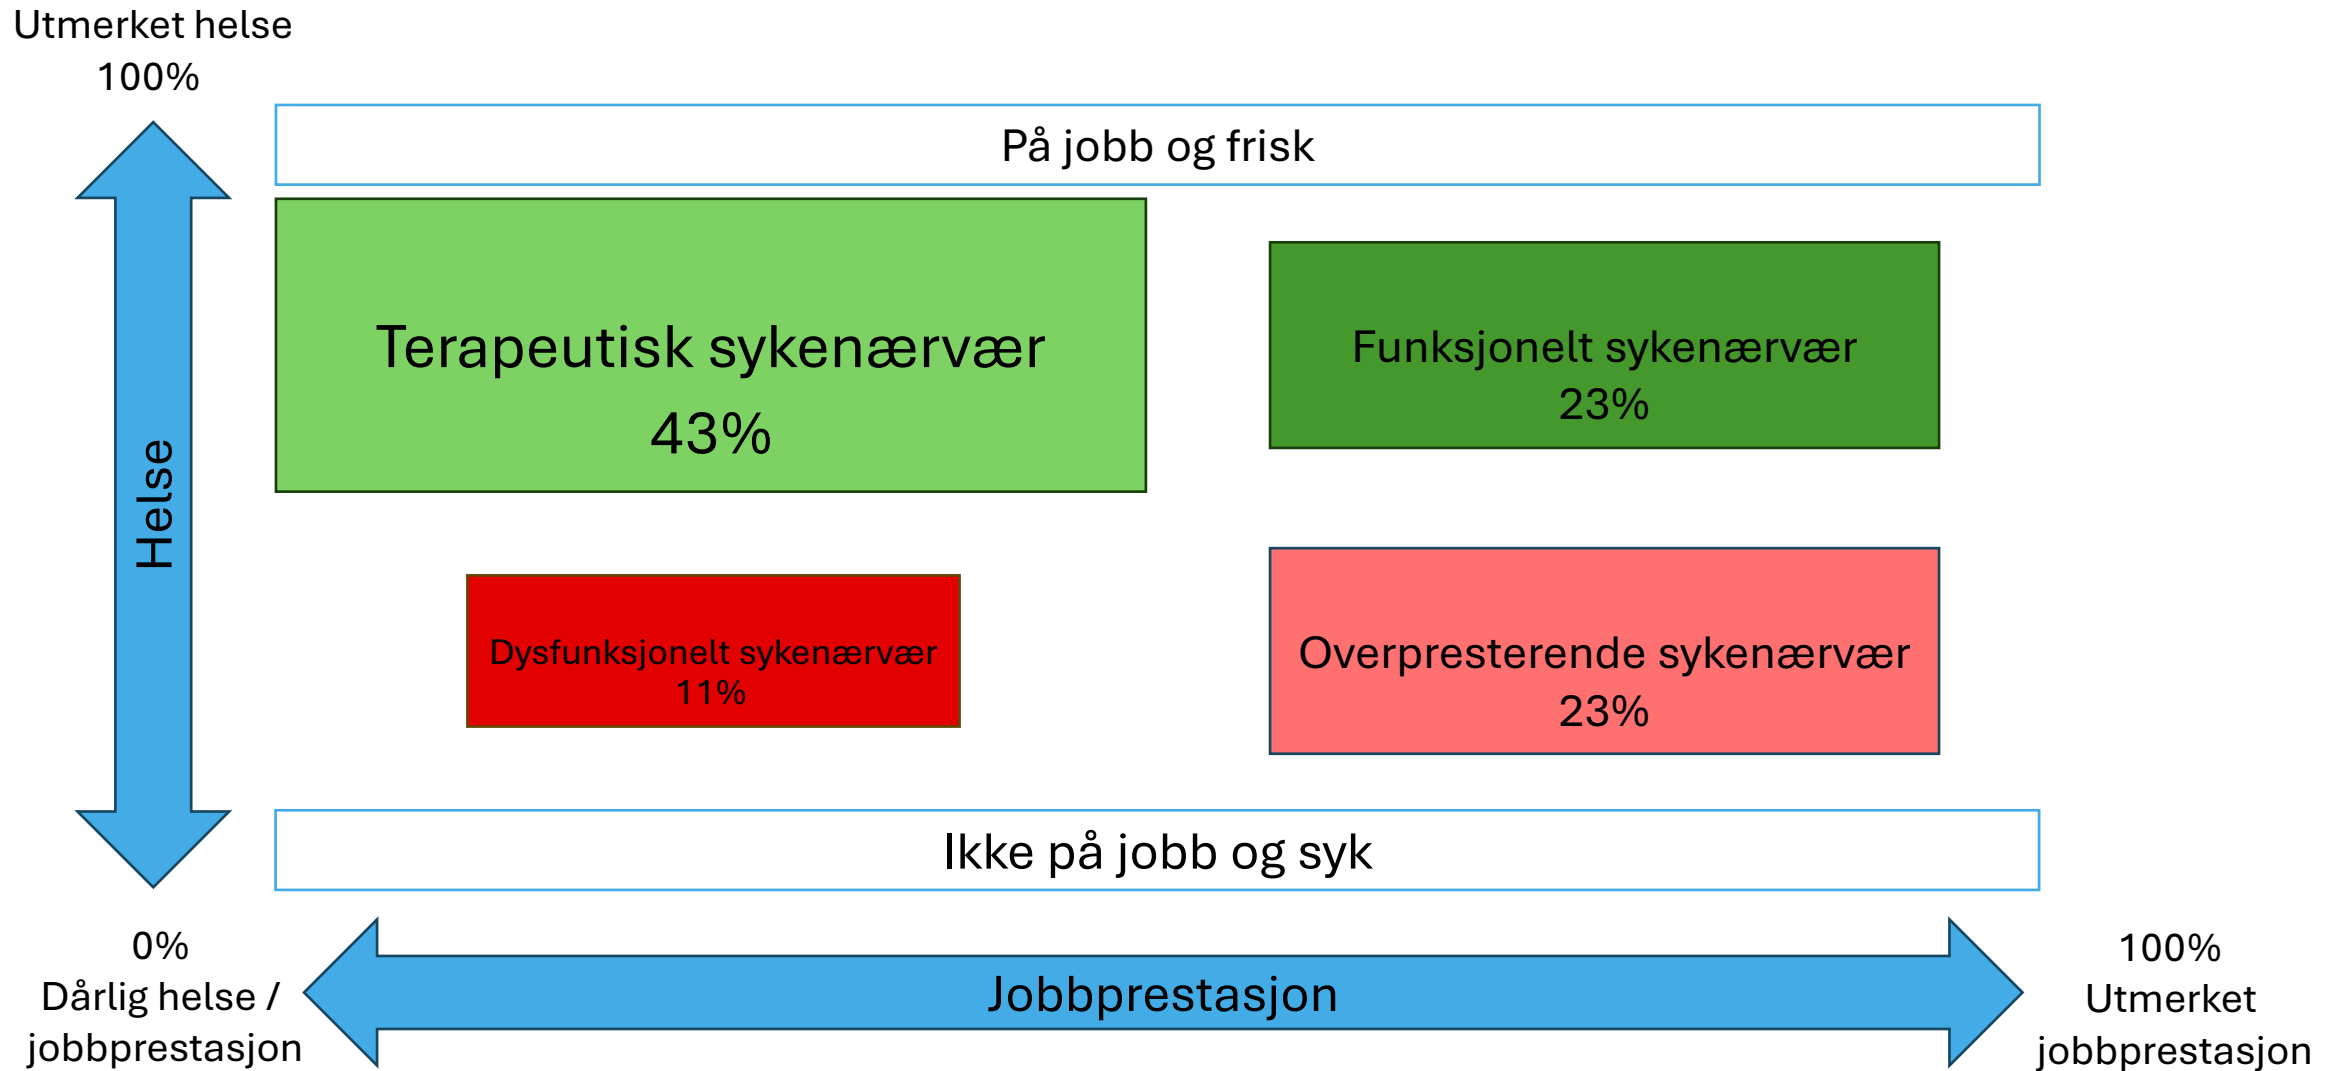 Utmerket helse
100%
På jobb og frisk
Terapeutisk sykenærvær
43%
Funksjonelt sykenærvær
23%
Helse
Dysfunksjonelt sykenærvær
11%
Overpresterende sykenærvær
23%
Ikke på jobb og syk
0%
Dårlig helse /
jobbprestasjon
Jobbprestasjon
100%
Utmerket
jobbprestasjon